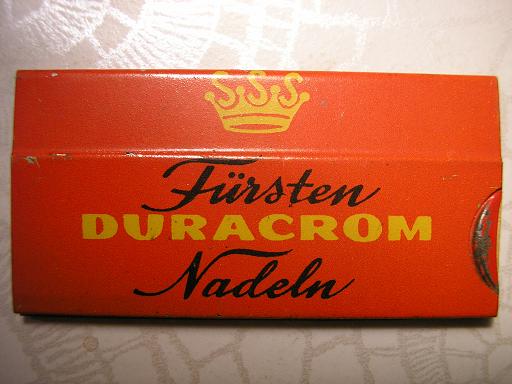 S.S.S
Fürsten
DURACROM
Nadeln